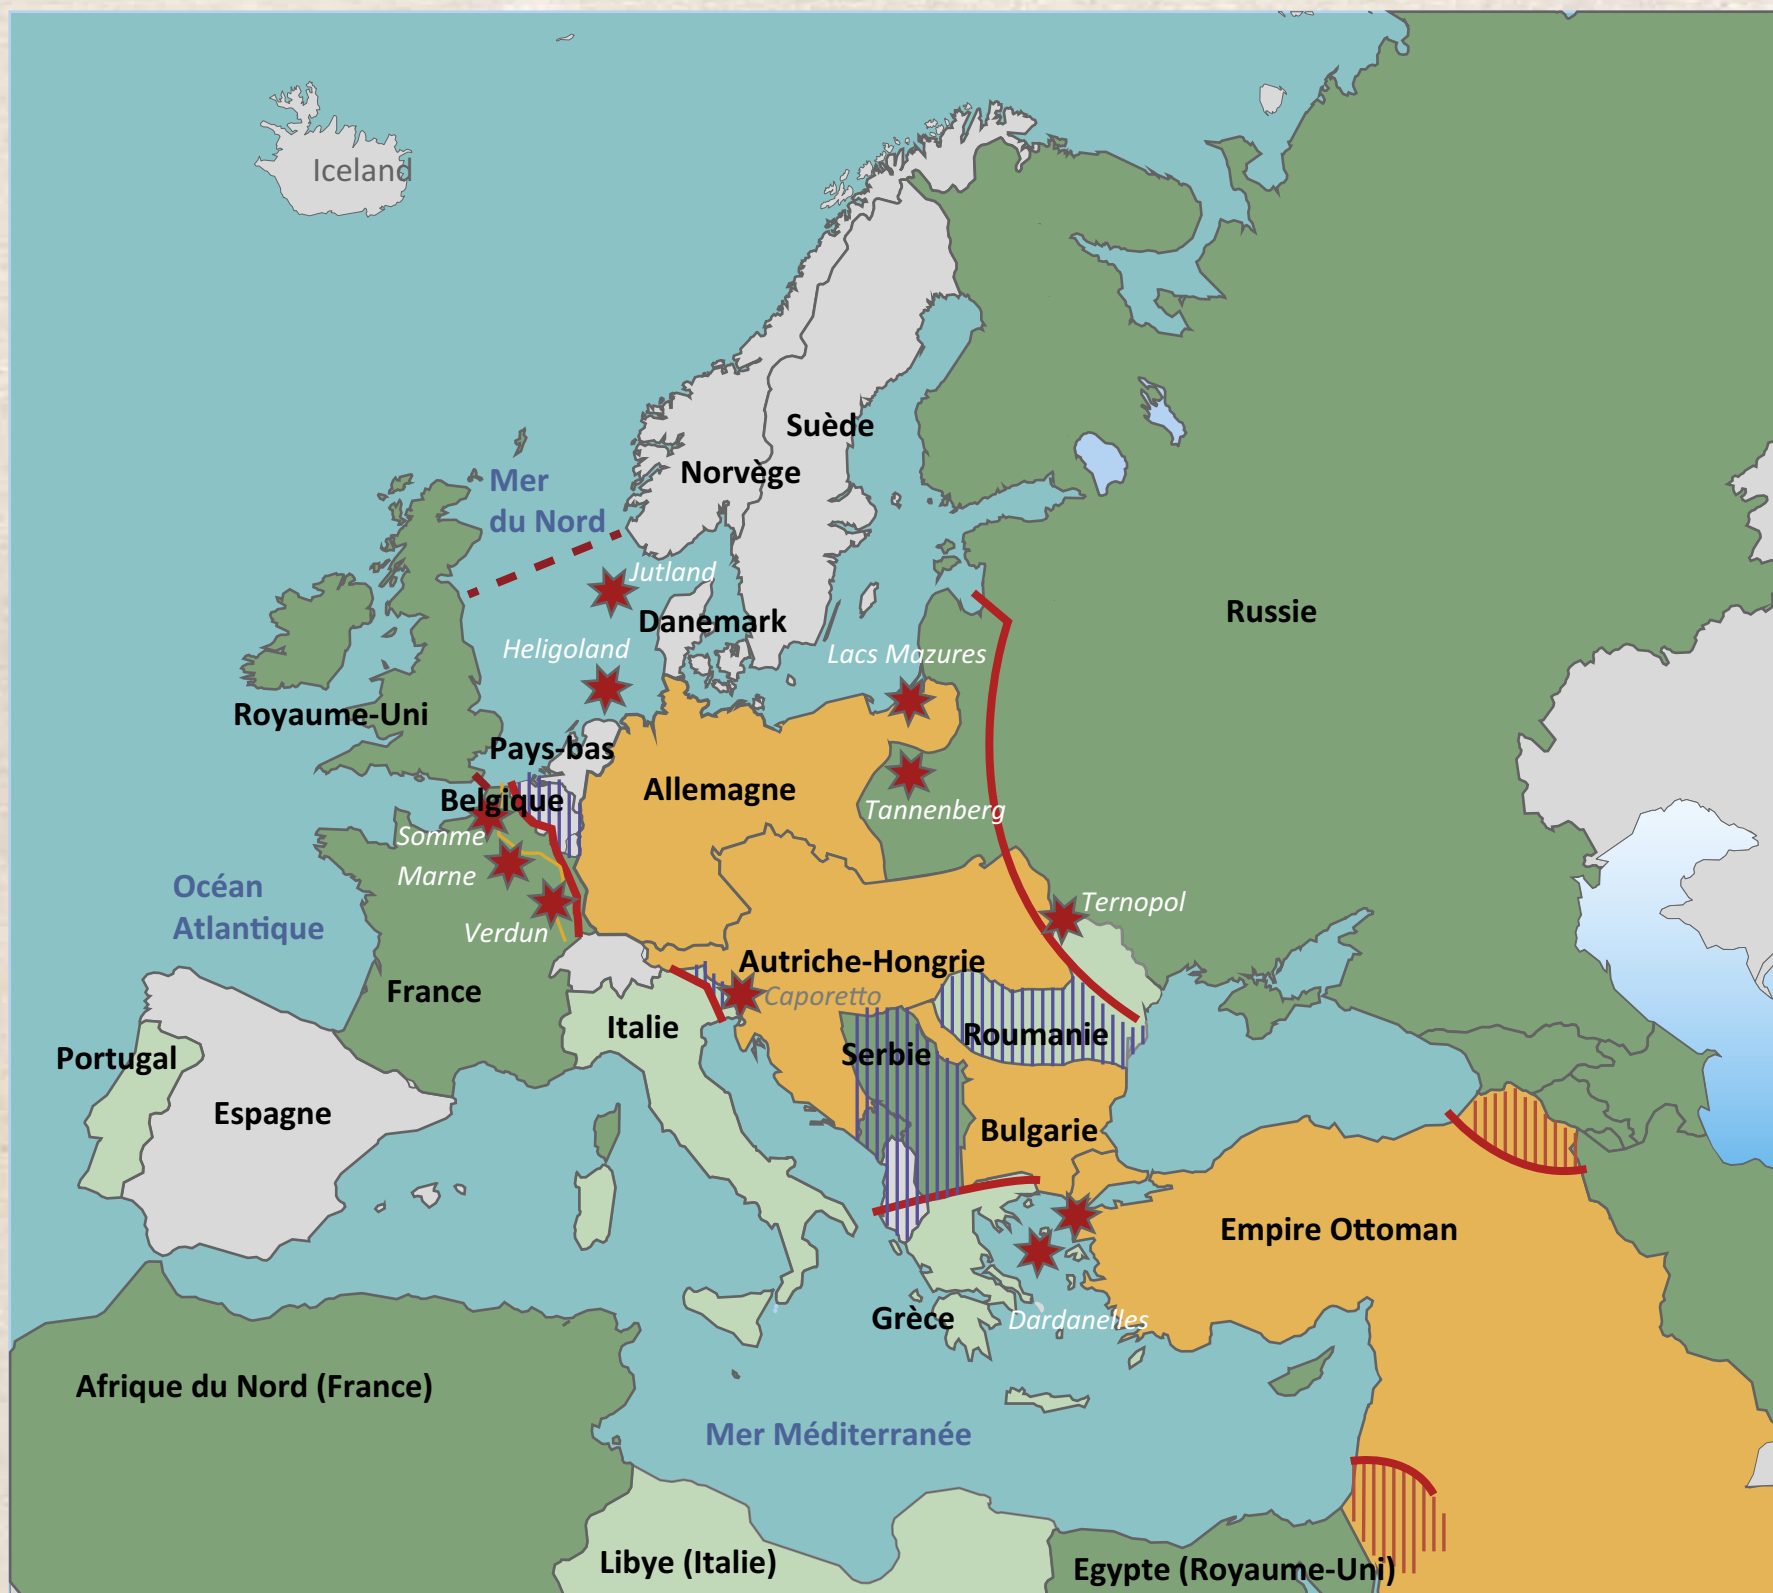 Iceland
Suède
Norvège
Mer
du Nord
Jutland
Danemark
Russie
Heligoland
Lacs Mazures
Royaume-Uni
Pays-bas
Allemagne
Belgique
Tannenberg
Somme
Marne
Océan
Atlantique
Ternopol
Verdun
Autriche-Hongrie
France
Caporetto
Italie
Roumanie
Serbie
Portugal
Espagne
Bulgarie
Empire Ottoman
Grèce
Dardanelles
Afrique du Nord (France)
Mer Méditerranée
Libye (Italie)
Egypte (Royaume-Uni)